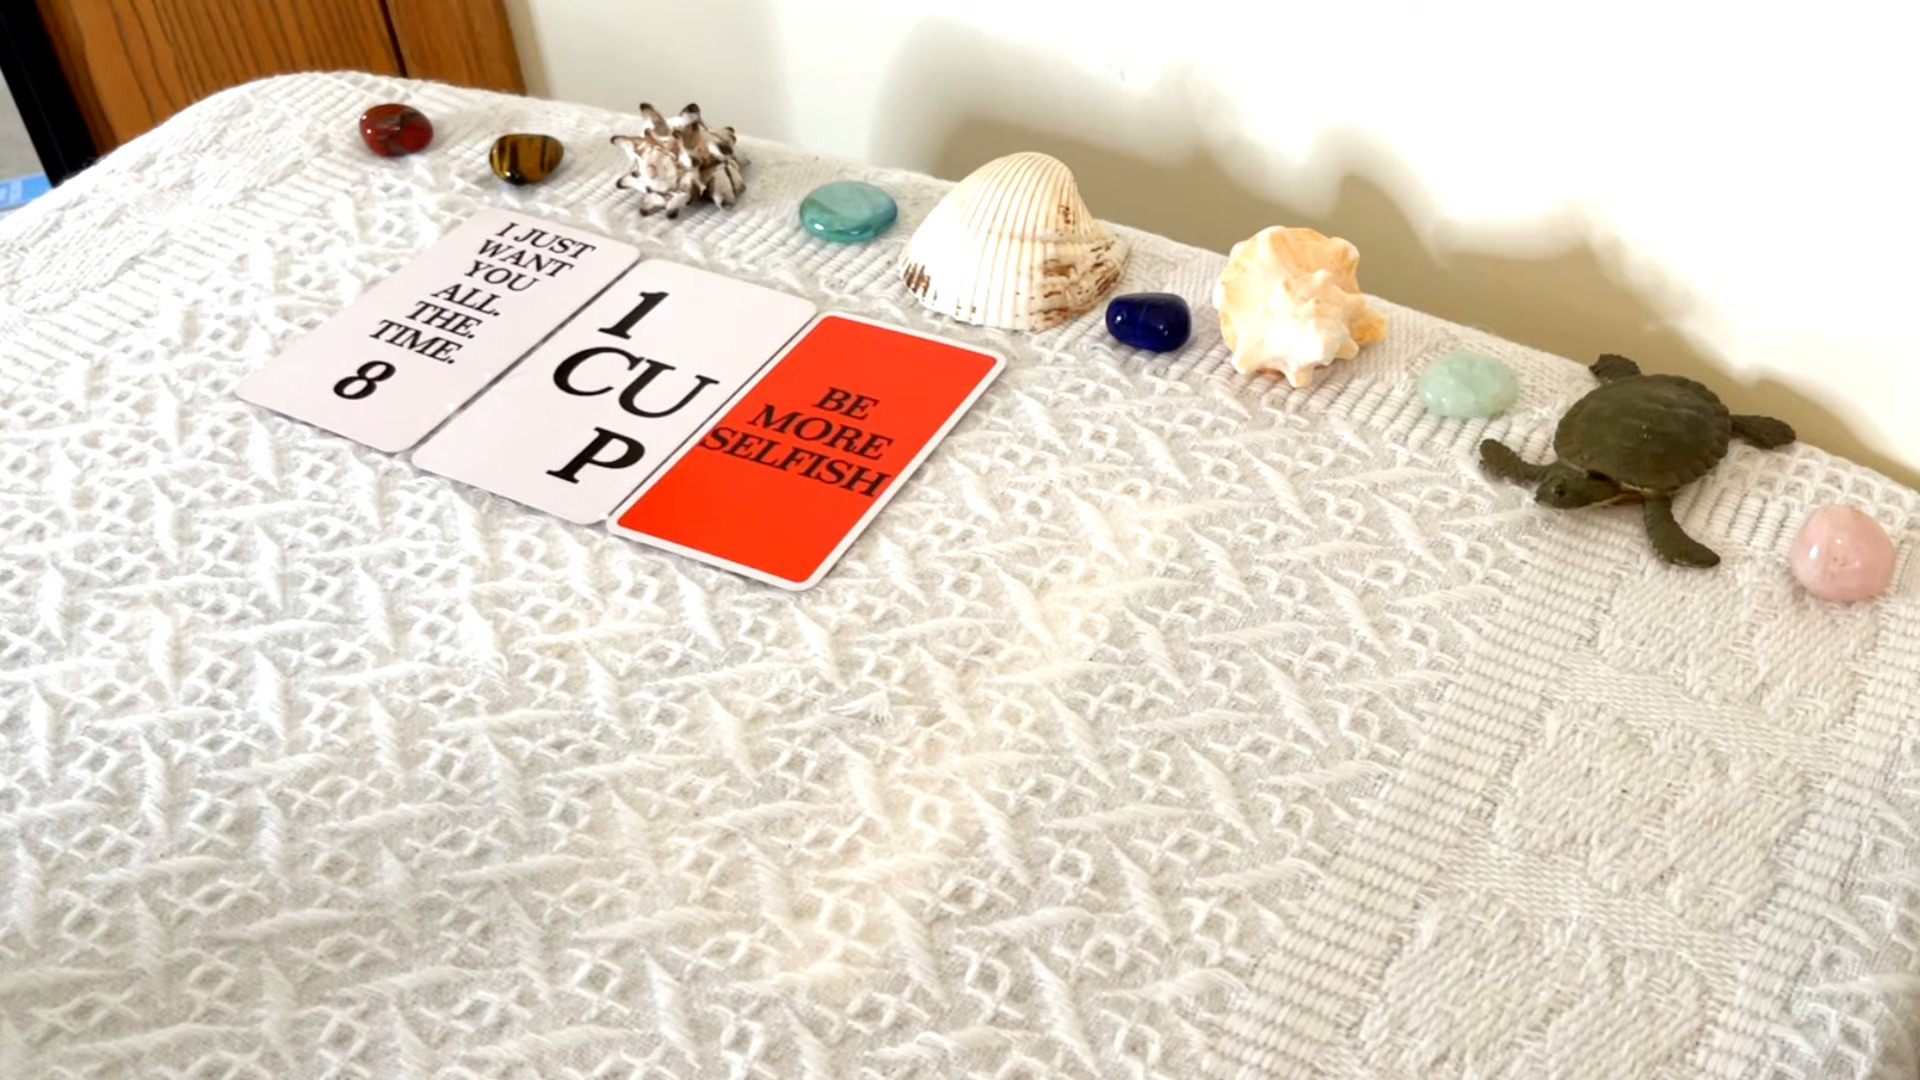 I JUST
WANT
YOU
ALL.
THE.
TIME.
8
1
CU
P
BE
MORE
SELFISH